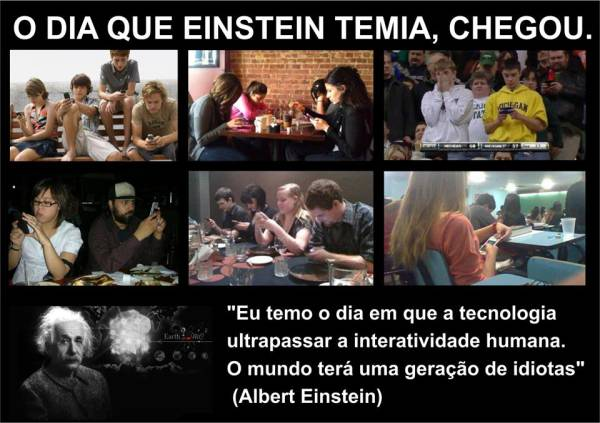 O DIA QUE EINSTEIN TEMIA, CHEGOU.
"Eu temo o dia em que a tecnologia
ultrapassar a interatividade humana.
O mundo terá uma geração de idiotas"
(Albert Einstein)
Earth